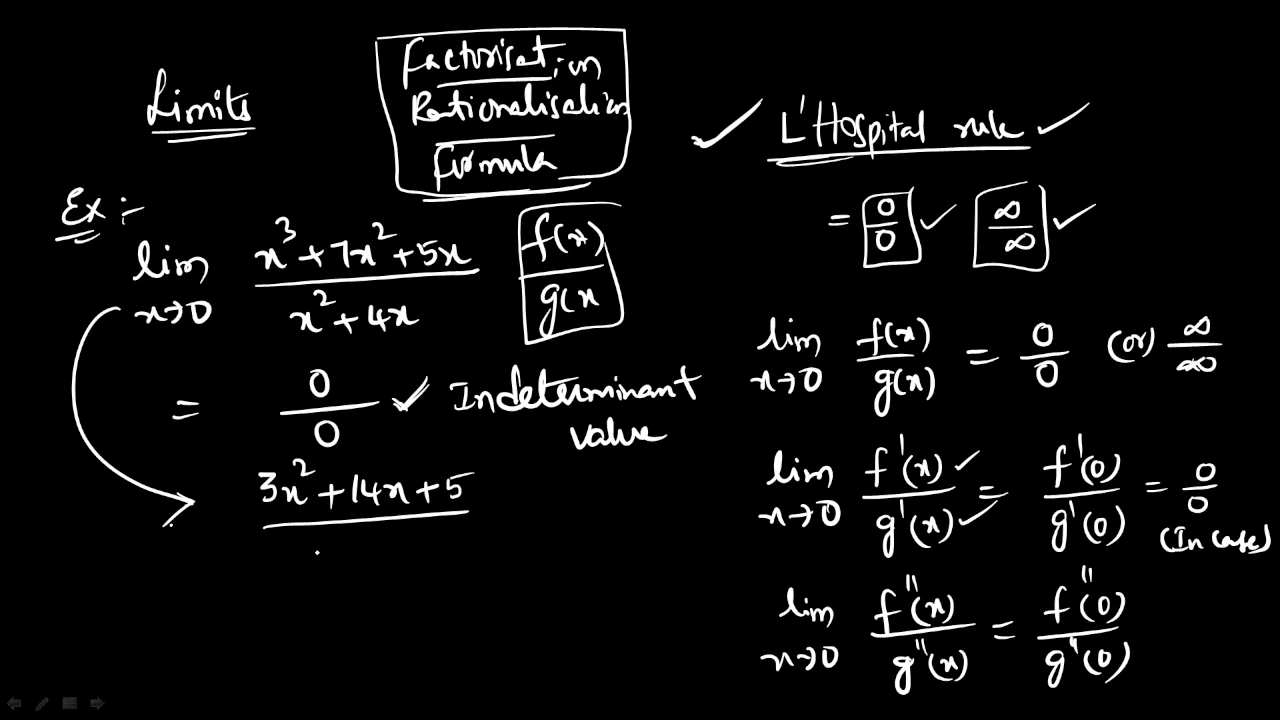 Limits
Factorisation
Rationalisation
Formula
Ex :-
lim x→0 x³ + 7x² + 5x / x² + 4x
f(x) / g(x
= 0/0 ✓ Indeterminant
value
3x² + 14x + 5
✓ L'Hospital rule ✓
= 0/0 ✓ ∞/∞ ✓
lim x→0 f(x)/g(x) = 0/0 (or) ∞/∞
lim x→0 f'(x) ✓/g'(x) ✓ = f'(0)/g'(0) = 0/0
(In case)
lim x→0 f''(x)/g''(x) = f''(0)/g''(0)